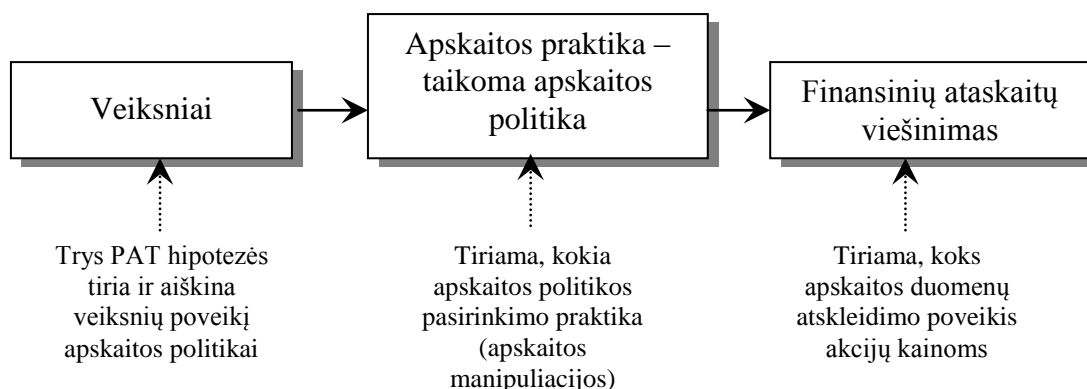 Veiksniai
Apskaitos praktika –
taikoma apskaitos
politika
Finansinių ataskaitų
viešinimas
Trys PAT hipotezės
tiria ir aiškina
veiksnių poveikį
apskaitos politikai
Tiriama, kokia
apskaitos politikos
pasirinkimo praktika
(apskaitos
manipuliacijos)
Tiriama, koks
apskaitos duomenų
atskleidimo poveikis
akcijų kainoms